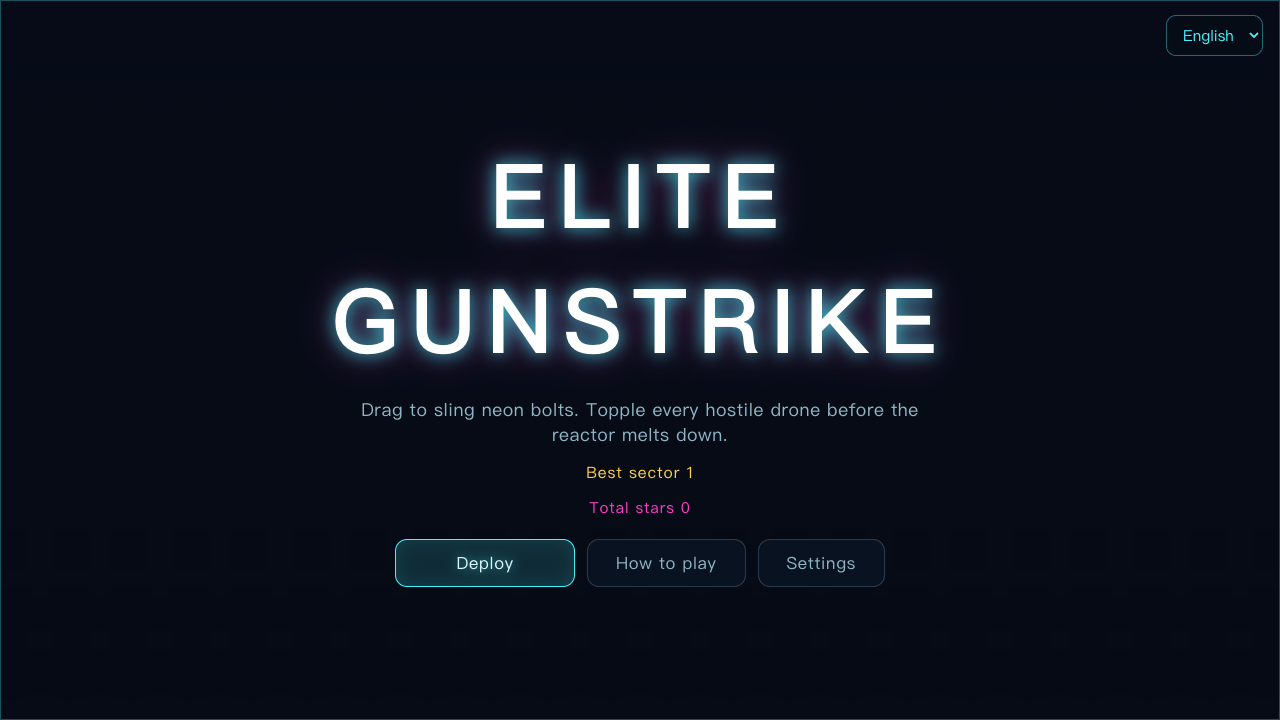 English
ELITE
GUNSTRIKE
Drag to sling neon bolts. Topple every hostile drone before the
reactor melts down.
Best sector 1
Total stars 0
Deploy
How to play
Settings